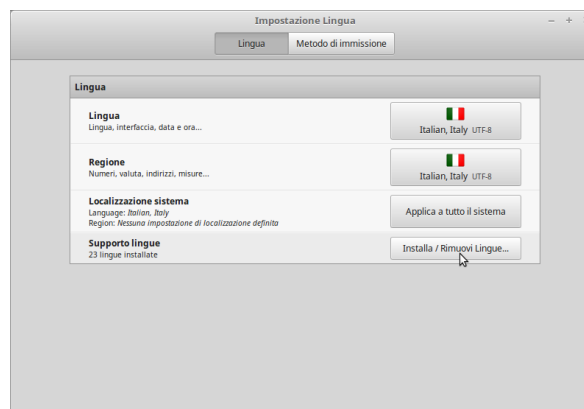 Impostazione Lingua
Lingua Metodo di immissione
Lingua
Lingua
Lingua, interfaccia, data e ora...
Italian, Italy UTF-8
Regione
Numeri, valuta, indirizzi, misure...
Italian, Italy UTF-8
Localizzazione sistema
Language: Italian, Italy
Region: Nessuna impostazione di localizzazione definita
Applica a tutto il sistema
Supporto lingue
23 lingue installate
Installa / Rimuovi Lingue...